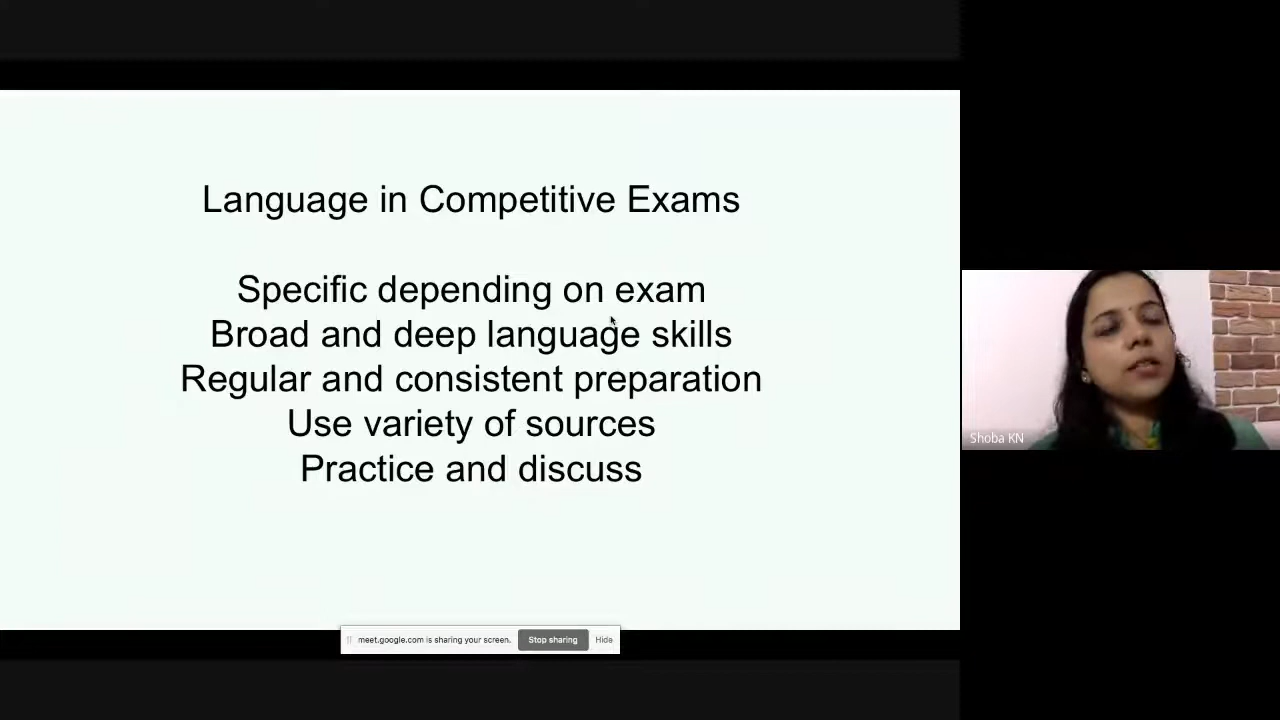 Language in Competitive Exams
Specific depending on exam
Broad and deep language skills
Regular and consistent preparation
Use variety of sources
Practice and discuss
Shoba KN
meet.google.com is sharing your screen. Stop sharing Hide